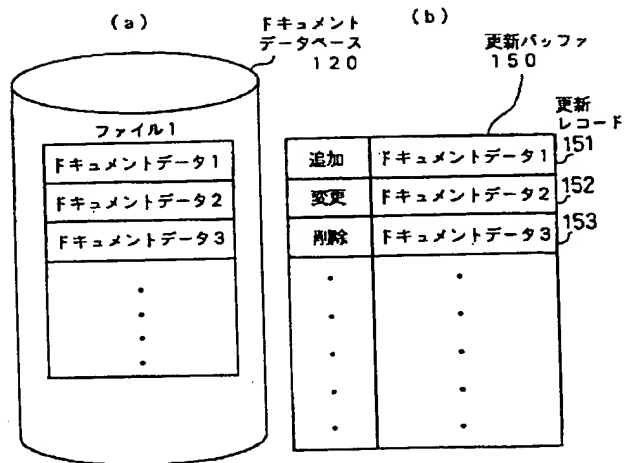 (a)
ドキュメント
データベース
120
ファイル1
ドキュメントデータ1
ドキュメントデータ2
ドキュメントデータ3
(b)
更新バッファ
150
更新
レコード
追加 ドキュメントデータ1 151
変更 ドキュメントデータ2 152
削除 ドキュメントデータ3 153